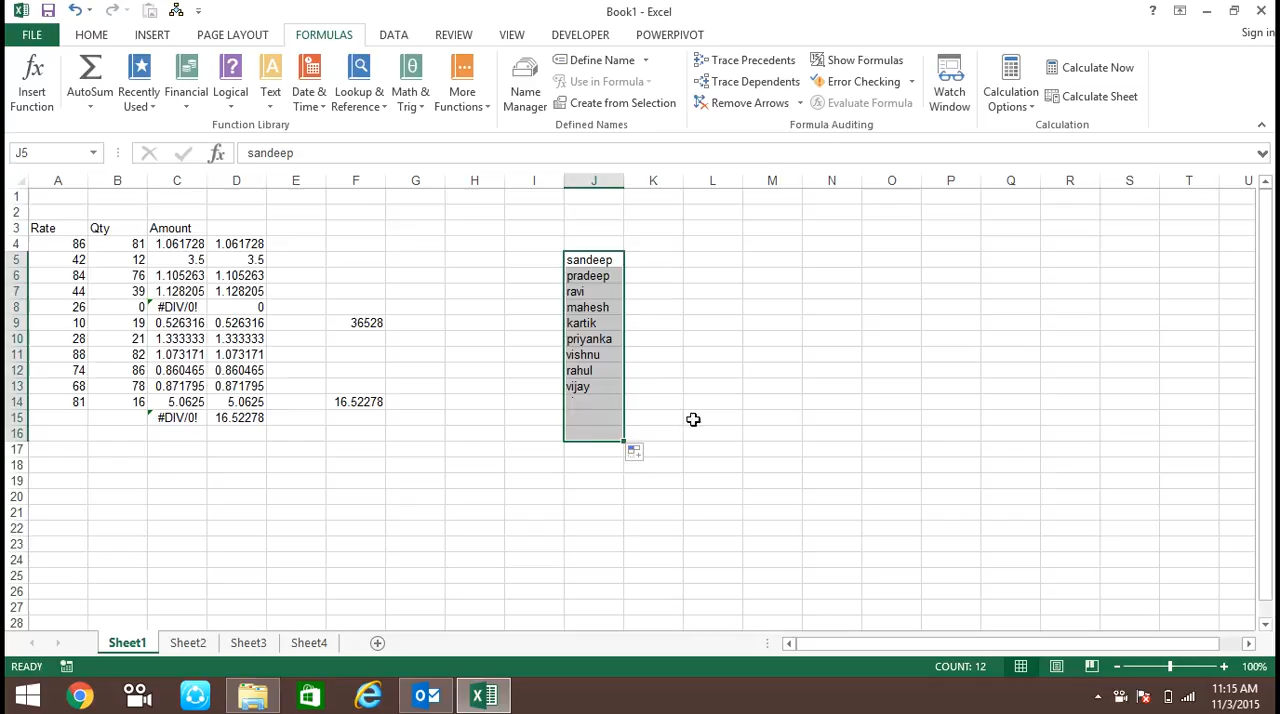 Book1 - Excel
?
FILE HOME INSERT PAGE LAYOUT FORMULAS DATA REVIEW VIEW DEVELOPER POWERPIVOT Sign in
fx Σ ? A θ
Insert Function
AutoSum
Recently Used
Financial
Logical
Text
Date & Time
Lookup & Reference
Math & Trig
More Functions
Function Library
Name Manager
Define Name
Use in Formula
Create from Selection
Defined Names
Trace Precedents
Trace Dependents
Remove Arrows
Show Formulas
Error Checking
Evaluate Formula
Formula Auditing
Watch Window
Calculation Options
Calculate Now
Calculate Sheet
Calculation
J5 fx sandeep
A B C D E F G H I J K L M N O P Q R S T U
1
2
3 Rate Qty Amount
4 86 81 1.061728 1.061728
5 42 12 3.5 3.5 sandeep
6 84 76 1.105263 1.105263 pradeep
7 44 39 1.128205 1.128205 ravi
8 26 0 #DIV/0! 0 mahesh
9 10 19 0.526316 0.526316 36528 kartik
10 28 21 1.333333 1.333333 priyanka
11 88 82 1.073171 1.073171 vishnu
12 74 86 0.860465 0.860465 rahul
13 68 78 0.871795 0.871795 vijay
14 81 16 5.0625 5.0625 16.52278
15 #DIV/0! 16.52278
16
17
18
19
20
21
22
23
24
25
26
27
28
Sheet1 Sheet2 Sheet3 Sheet4
READY COUNT: 12 100%
11:15 AM
11/3/2015